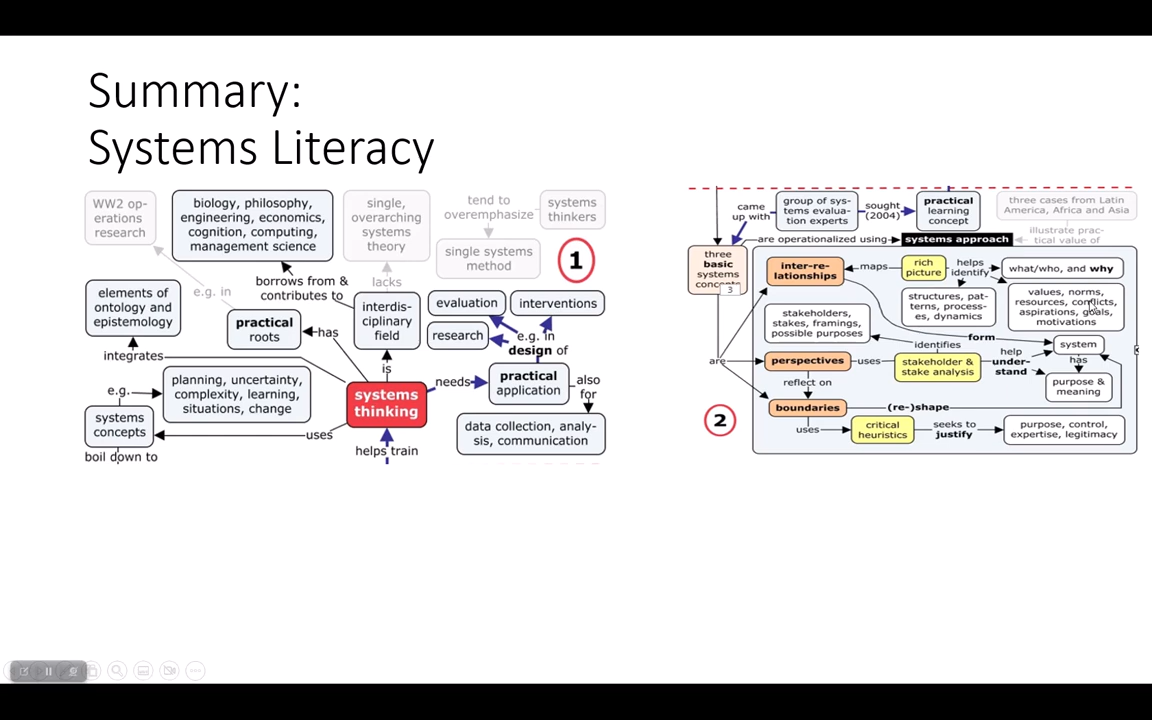 Summary:
Systems Literacy
WW2 op-
erations
research
biology, philosophy,
engineering, economics,
cognition, computing,
management science
single,
overarching
systems
theory
tend to
overemphasize
systems
thinkers
single systems
method
1
elements of
ontology and
epistemology
e.g. in
borrows from &
contributes to
lacks
practical
roots
has
interdis-
ciplinary
field
evaluation
interventions
research
e.g. in
design of
integrates
is
e.g.
planning, uncertainty,
complexity, learning,
situations, change
systems
thinking
needs
practical
application
also
for
systems
concepts
uses
data collection, analy-
sis, communication
boil down to
helps train
came
up with
group of sys-
tems evalua-
tion experts
sought
(2004)
practical
learning
concept
three cases from Latin
America, Africa and Asia
are operationalized using
systems approach
illustrate prac-
tical value of
three
basic
systems
concepts
3
inter-re-
lationships
maps
rich
picture
helps
identify
what/who, and why
structures, pat-
terns, process-
es, dynamics
values, norms,
resources, conflicts,
aspirations, goals,
motivations
stakeholders,
stakes, framings,
possible purposes
form
identifies
system
are
perspectives
uses
stakeholder &
stake analysis
help
under-
stand
has
reflect on
purpose &
meaning
boundaries
(re-)shape
2
uses
critical
heuristics
seeks to
justify
purpose, control,
expertise, legitimacy